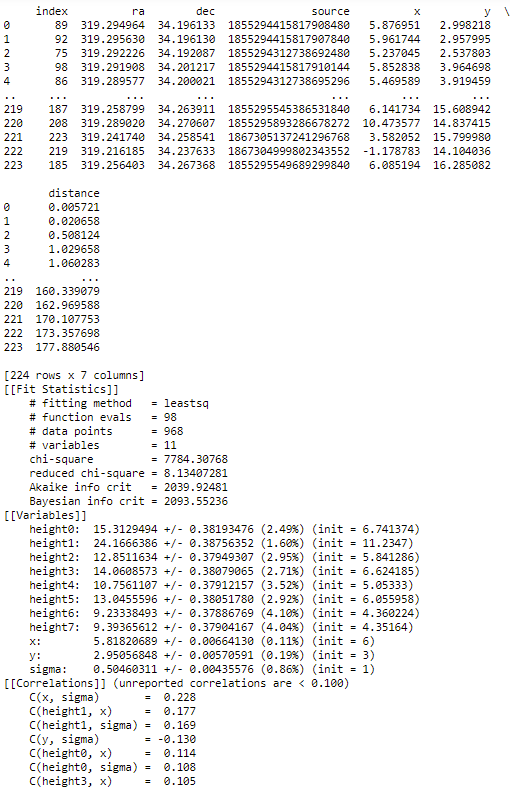 index          ra        dec               source          x          y  \
0       89  319.294964  34.196133  1855294415817908480   5.876951   2.998218
1       92  319.295630  34.196130  1855294415817907840   5.961744   2.957995
2       75  319.292226  34.192087  1855294312738692480   5.237045   2.537803
3       98  319.291908  34.201217  1855294415817910144   5.852838   3.964698
4       86  319.289577  34.200021  1855294312738695296   5.469589   3.919459
..     ...         ...        ...                  ...        ...        ...
219    187  319.258799  34.263911  1855295545386531840   6.141734  15.608942
220    208  319.289020  34.270607  1855295893286678272  10.473577  14.837415
221    223  319.241740  34.258541  1867305137241296768   3.582052  15.799980
222    219  319.216185  34.237633  1867304999802343552  -1.178783  14.104036
223    185  319.256403  34.267368  1855295549689299840   6.085194  16.285082
       distance
0      0.005721
1      0.020658
2      0.508124
3      1.029658
4      1.060283
..          ...
219  160.339079
220  162.969588
221  170.107753
222  173.357698
223  177.880546
[224 rows x 7 columns]
[[Fit Statistics]]
    # fitting method   = leastsq
    # function evals   = 98
    # data points      = 968
    # variables        = 11
    chi-square         = 7784.30768
    reduced chi-square = 8.13407281
    Akaike info crit   = 2039.92481
    Bayesian info crit = 2093.55236
[[Variables]]
    height0:  15.3129494 +/- 0.38193476 (2.49%) (init = 6.741374)
    height1:  24.1666386 +/- 0.38756352 (1.60%) (init = 11.2347)
    height2:  12.8511634 +/- 0.37949307 (2.95%) (init = 5.841286)
    height3:  14.0608573 +/- 0.38079065 (2.71%) (init = 6.624185)
    height4:  10.7561107 +/- 0.37912157 (3.52%) (init = 5.05333)
    height5:  13.0455596 +/- 0.38051780 (2.92%) (init = 6.055958)
    height6:  9.23338493 +/- 0.37886769 (4.10%) (init = 4.360224)
    height7:  9.39365612 +/- 0.37904167 (4.04%) (init = 4.35164)
    x:        5.81820689 +/- 0.00664130 (0.11%) (init = 6)
    y:        2.95056848 +/- 0.00570591 (0.19%) (init = 3)
    sigma:    0.50460311 +/- 0.00435576 (0.86%) (init = 1)
[[Correlations]] (unreported correlations are < 0.100)
    C(x, sigma)       =  0.228
    C(height1, x)     =  0.177
    C(height1, sigma) =  0.169
    C(y, sigma)       = -0.130
    C(height0, x)     =  0.114
    C(height0, sigma) =  0.108
    C(height3, x)     =  0.105